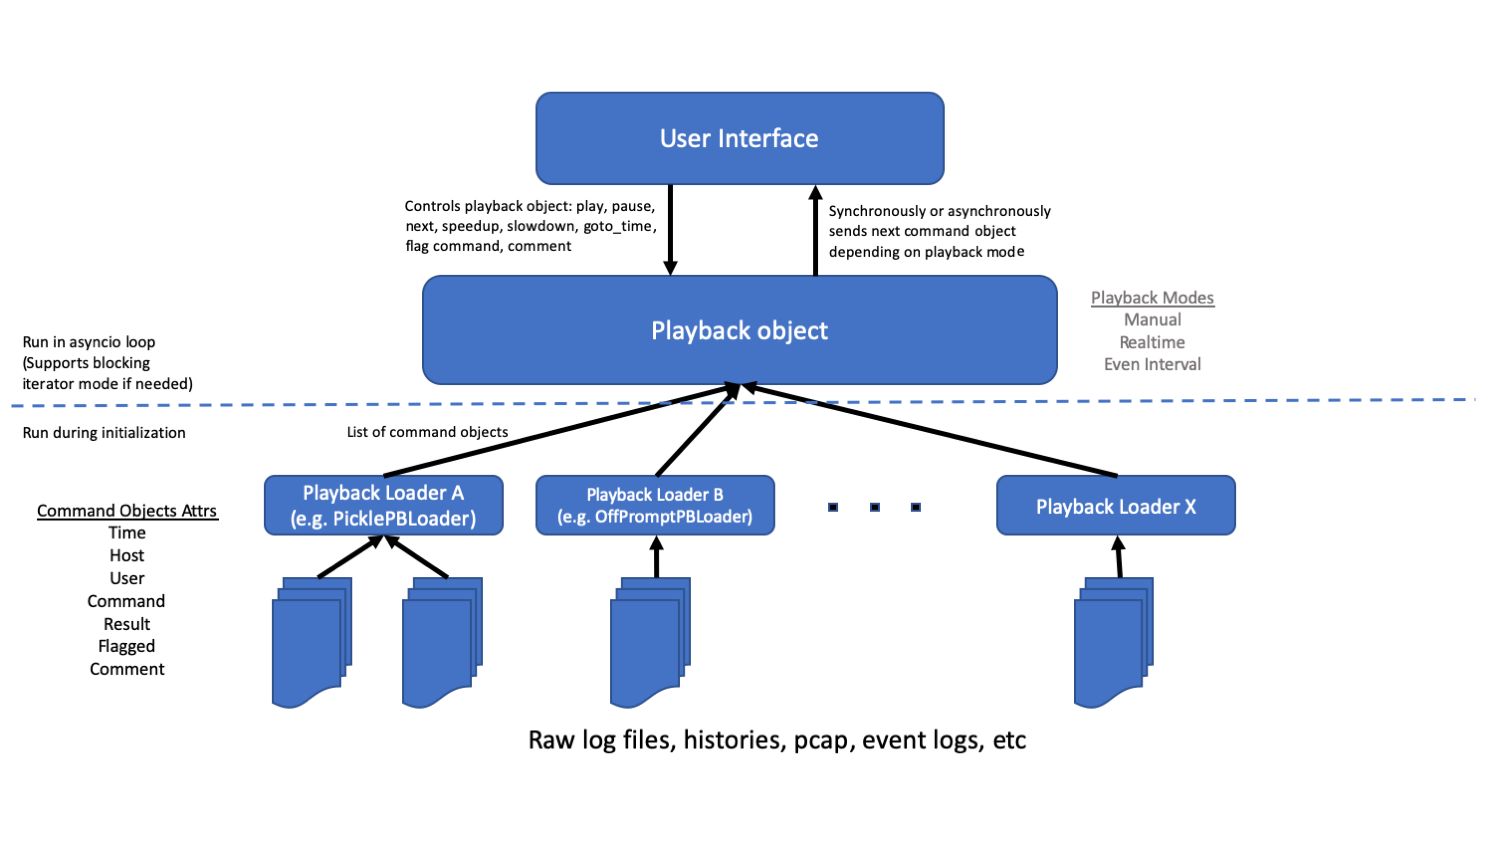 User Interface
Controls playback object: play, pause,
next, speedup, slowdown, goto_time,
flag command, comment
Synchronously or asynchronously
sends next command object
depending on playback mode
Playback object
Playback Modes
Manual
Realtime
Even Interval
Run in asyncio loop
(Supports blocking
iterator mode if needed)
Run during initialization
List of command objects
Playback Loader A
(e.g. PicklePBLoader)
Playback Loader B
(e.g. OffPromptPBLoader)
Playback Loader X
Command Objects Attrs
Time
Host
User
Command
Result
Flagged
Comment
Raw log files, histories, pcap, event logs, etc